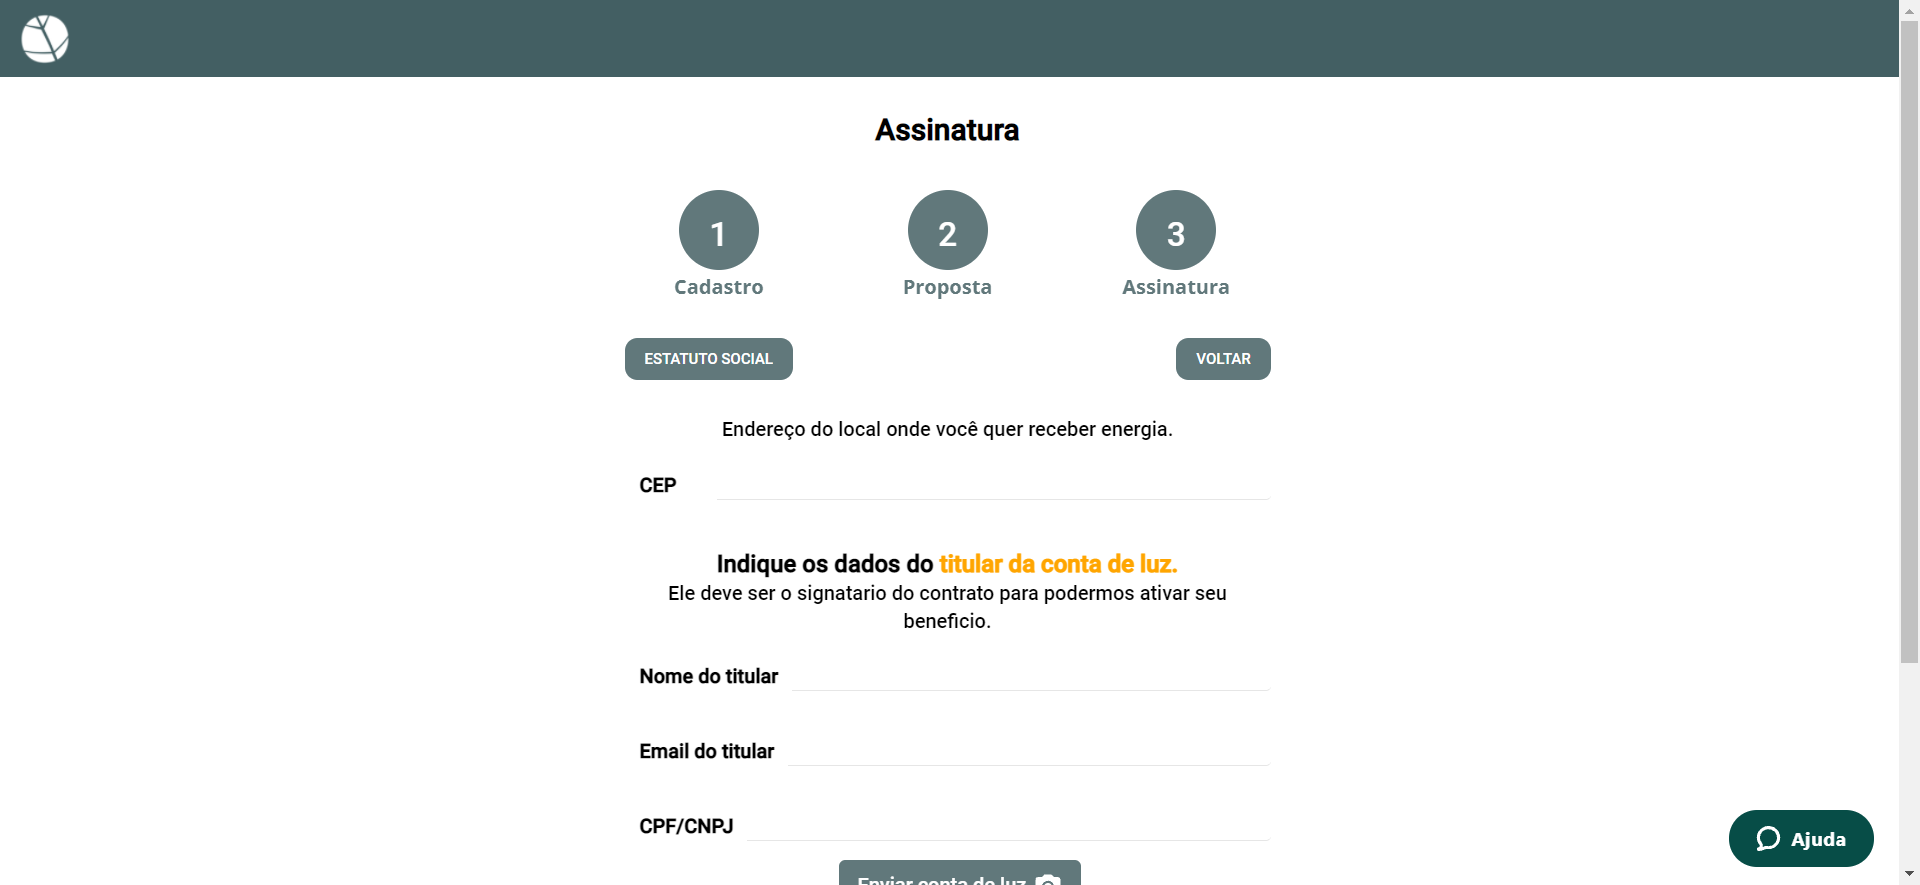 Assinatura
1
2
3
Cadastro
Proposta
Assinatura
ESTATUTO SOCIAL
VOLTAR
Endereço do local onde você quer receber energia.
CEP
Indique os dados do titular da conta de luz.
Ele deve ser o signatario do contrato para podermos ativar seu
beneficio.
Nome do titular
Email do titular
CPF/CNPJ
Enviar conta de luz
Ajuda